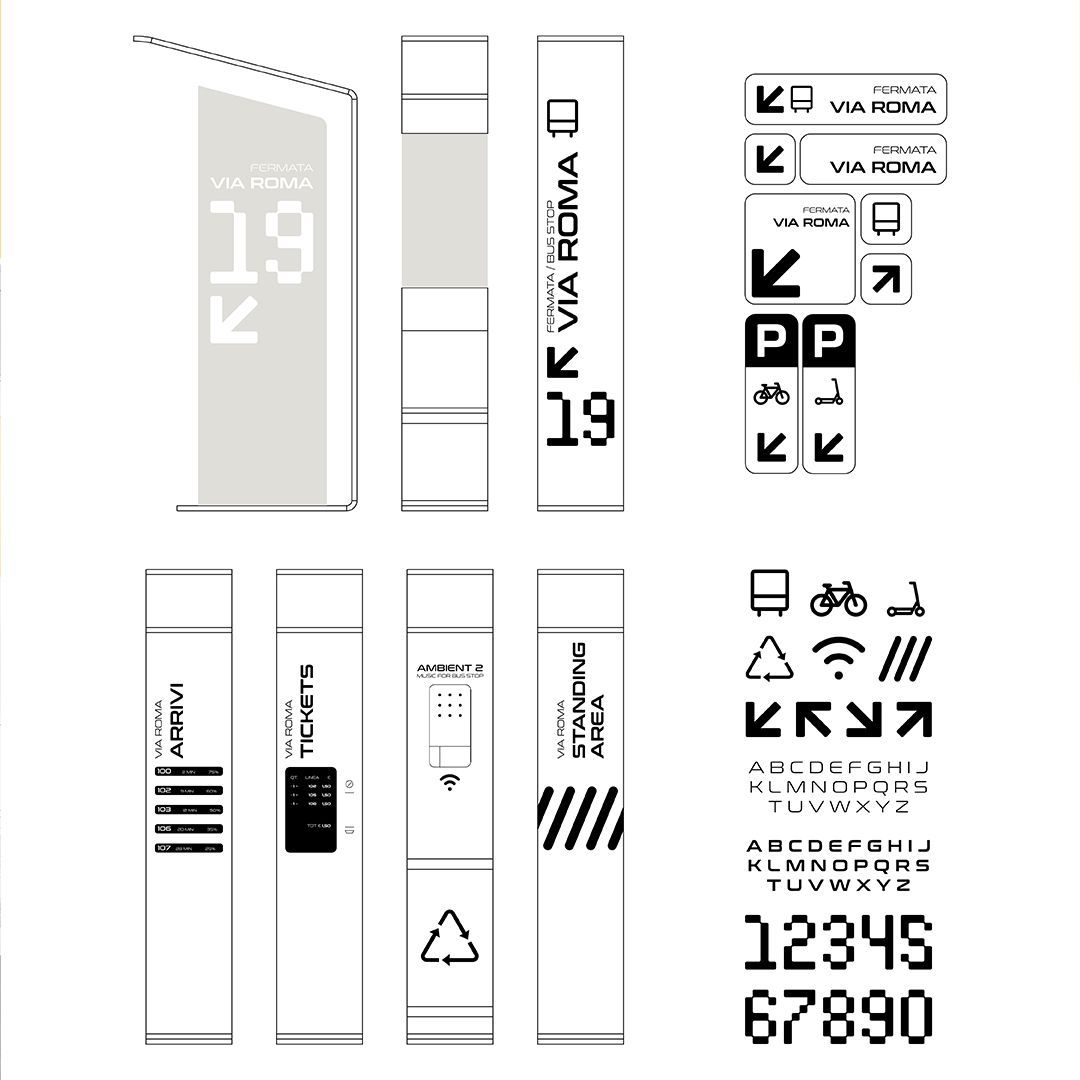 FERMATA
VIA ROMA
19
FERMATA / BUS STOP
VIA ROMA
19
FERMATA
VIA ROMA
FERMATA
VIA ROMA
FERMATA
VIA ROMA
P P
VIA ROMA
ARRIVI
100 2 MIN 75%
102 11 MIN 60%
103 12 MIN 50%
106 20 MIN 35%
107 28 MIN 25%
VIA ROMA
TICKETS
QT. LINEA €
-1+ 102 1,50
-1+ 106 1,50
-1+ 108 1,50
TOT € 1,50
AMBIENT 2
MUSIC FOR BUS STOP
VIA ROMA
STANDING
AREA
ABCDEFGHIJ
KLMNOPQRS
TUVWXYZ
ABCDEFGHIJ
KLMNOPQRS
TUVWXYZ
12345
67890